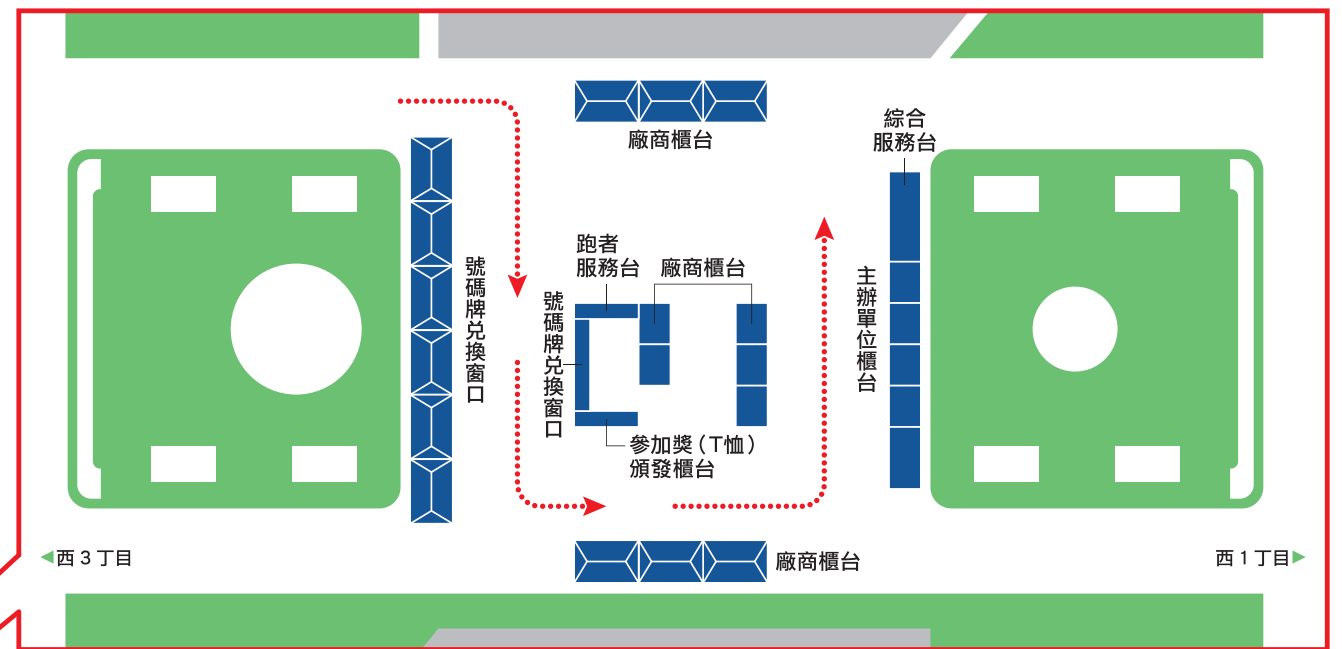 廠商櫃台
綜合
服務台
跑者
服務台
廠商櫃台
號碼牌兌換窗口
號碼牌兌換窗口
主辦單位櫃台
參加獎（T恤）
頒發櫃台
◀西3丁目
廠商櫃台
西1丁目▶